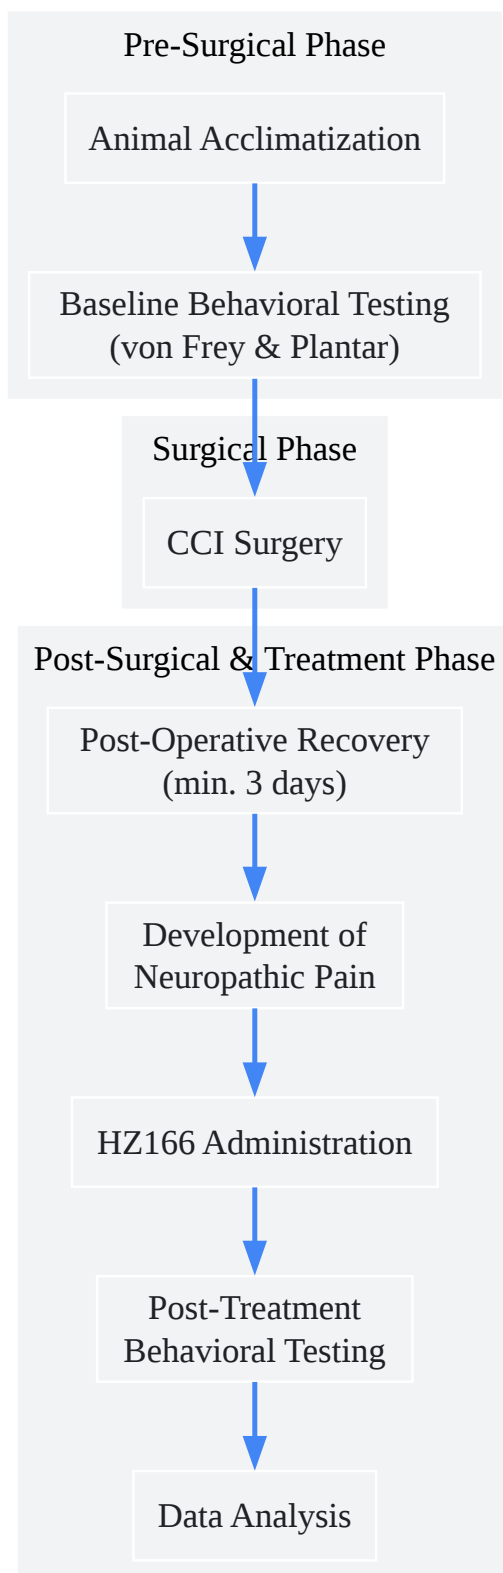 Pre-Surgical Phase
Animal Acclimatization
Baseline Behavioral Testing
(von Frey & Plantar)
Surgical Phase
CCI Surgery
Post-Surgical & Treatment Phase
Post-Operative Recovery
(min. 3 days)
Development of
Neuropathic Pain
HZ166 Administration
Post-Treatment
Behavioral Testing
Data Analysis